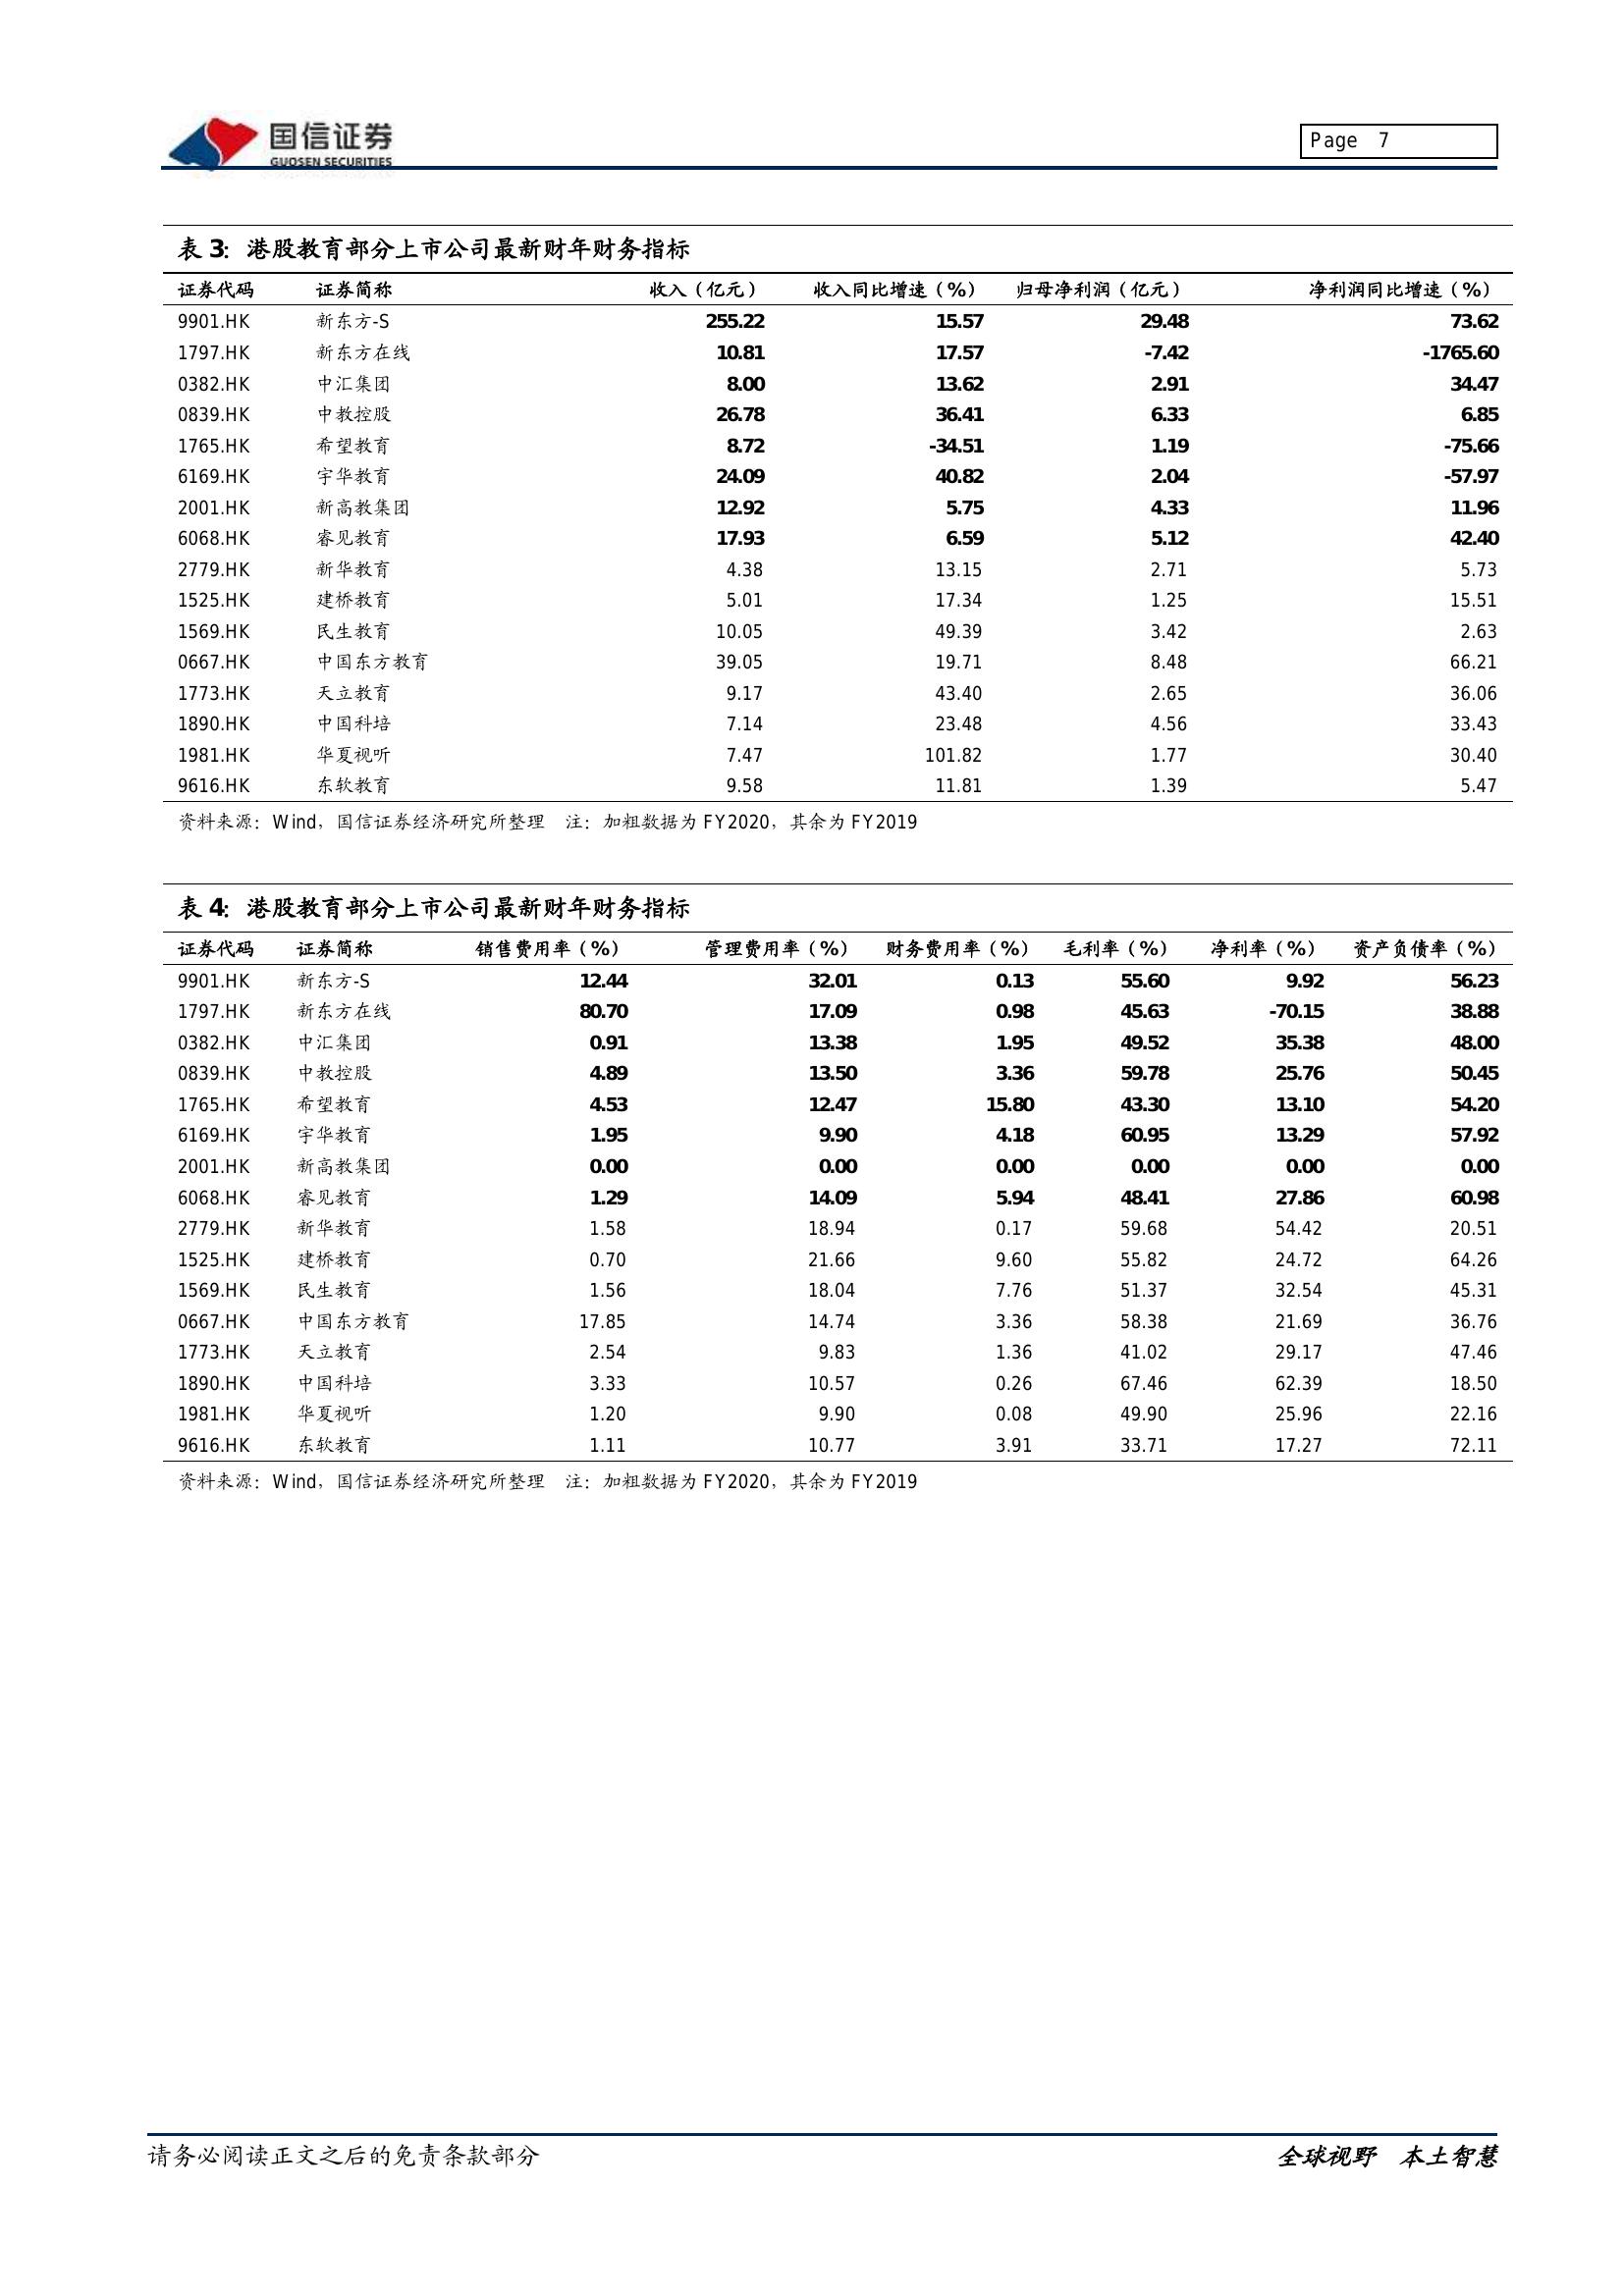 国信证券
GUOSEN SECURITIES
Page 7
表 3：港股教育部分上市公司最新财年财务指标
证券代码 证券简称 收入（亿元） 收入同比增速（%） 归母净利润（亿元） 净利润同比增速（%）
9901.HK 新东方-S 255.22 15.57 29.48 73.62
1797.HK 新东方在线 10.81 17.57 -7.42 -1765.60
0382.HK 中汇集团 8.00 13.62 2.91 34.47
0839.HK 中教控股 26.78 36.41 6.33 6.85
1765.HK 希望教育 8.72 -34.51 1.19 -75.66
6169.HK 宇华教育 24.09 40.82 2.04 -57.97
2001.HK 新高教集团 12.92 5.75 4.33 11.96
6068.HK 睿见教育 17.93 6.59 5.12 42.40
2779.HK 新华教育 4.38 13.15 2.71 5.73
1525.HK 建桥教育 5.01 17.34 1.25 15.51
1569.HK 民生教育 10.05 49.39 3.42 2.63
0667.HK 中国东方教育 39.05 19.71 8.48 66.21
1773.HK 天立教育 9.17 43.40 2.65 36.06
1890.HK 中国科培 7.14 23.48 4.56 33.43
1981.HK 华夏视听 7.47 101.82 1.77 30.40
9616.HK 东软教育 9.58 11.81 1.39 5.47
资料来源：Wind，国信证券经济研究所整理 注：加粗数据为 FY2020，其余为 FY2019
表 4：港股教育部分上市公司最新财年财务指标
证券代码 证券简称 销售费用率（%） 管理费用率（%） 财务费用率（%） 毛利率（%） 净利率（%） 资产负债率（%）
9901.HK 新东方-S 12.44 32.01 0.13 55.60 9.92 56.23
1797.HK 新东方在线 80.70 17.09 0.98 45.63 -70.15 38.88
0382.HK 中汇集团 0.91 13.38 1.95 49.52 35.38 48.00
0839.HK 中教控股 4.89 13.50 3.36 59.78 25.76 50.45
1765.HK 希望教育 4.53 12.47 15.80 43.30 13.10 54.20
6169.HK 宇华教育 1.95 9.90 4.18 60.95 13.29 57.92
2001.HK 新高教集团 0.00 0.00 0.00 0.00 0.00 0.00
6068.HK 睿见教育 1.29 14.09 5.94 48.41 27.86 60.98
2779.HK 新华教育 1.58 18.94 0.17 59.68 54.42 20.51
1525.HK 建桥教育 0.70 21.66 9.60 55.82 24.72 64.26
1569.HK 民生教育 1.56 18.04 7.76 51.37 32.54 45.31
0667.HK 中国东方教育 17.85 14.74 3.36 58.38 21.69 36.76
1773.HK 天立教育 2.54 9.83 1.36 41.02 29.17 47.46
1890.HK 中国科培 3.33 10.57 0.26 67.46 62.39 18.50
1981.HK 华夏视听 1.20 9.90 0.08 49.90 25.96 22.16
9616.HK 东软教育 1.11 10.77 3.91 33.71 17.27 72.11
资料来源：Wind，国信证券经济研究所整理 注：加粗数据为 FY2020，其余为 FY2019
请务必阅读正文之后的免责条款部分
全球视野 本土智慧